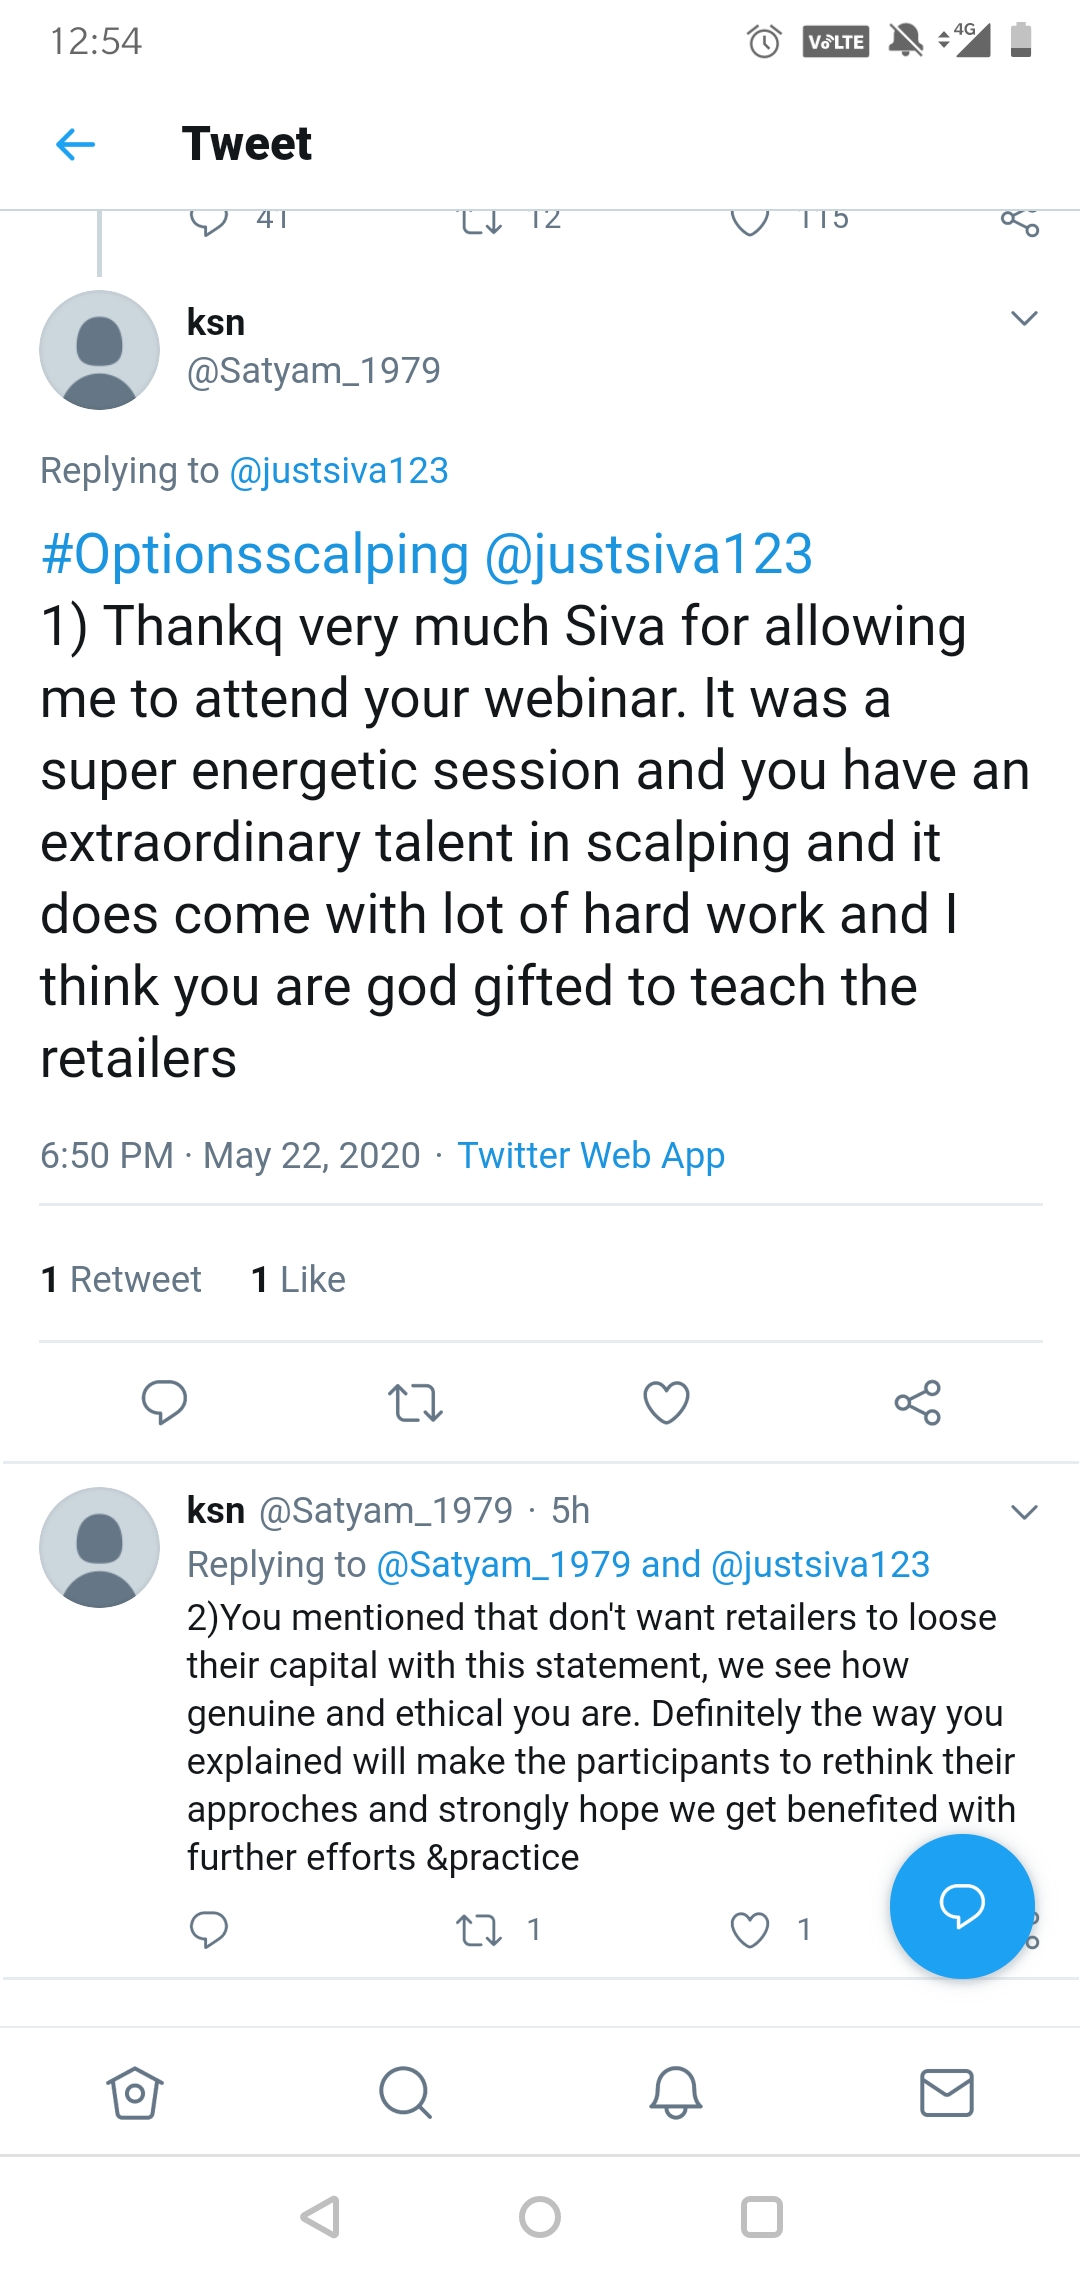 12:54
VoLTE
4G
Tweet
41 12 115
ksn
@Satyam_1979
Replying to @justsiva123
#Optionsscalping @justsiva123
1) Thankq very much Siva for allowing
me to attend your webinar. It was a
super energetic session and you have an
extraordinary talent in scalping and it
does come with lot of hard work and I
think you are god gifted to teach the
retailers
6:50 PM · May 22, 2020 · Twitter Web App
1 Retweet 1 Like
ksn @Satyam_1979 · 5h
Replying to @Satyam_1979 and @justsiva123
2)You mentioned that don't want retailers to loose
their capital with this statement, we see how
genuine and ethical you are. Definitely the way you
explained will make the participants to rethink their
approches and strongly hope we get benefited with
further efforts &practice
1 1